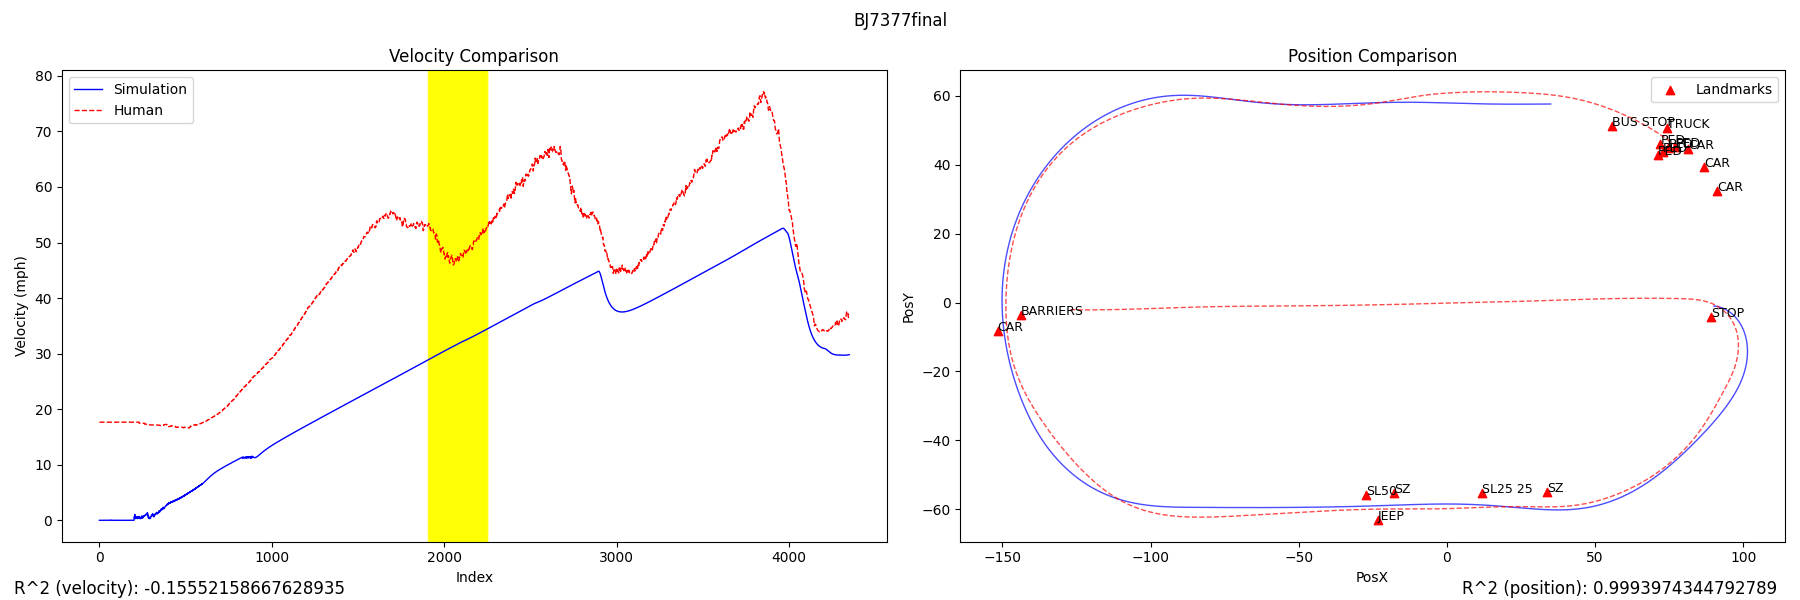 BJ7377final
Velocity Comparison
Simulation
Human
Velocity (mph)
80
70
60
50
40
30
20
10
0
0 1000 2000 3000 4000
Index
R^2 (velocity): -0.15552158667628935
Position Comparison
Landmarks
PosY
60
40
20
0
−20
−40
−60
BUS STOP
TRUCK
PED
PED
CAR
CAR
CAR
BARRIERS
CAR
STOP
SL50
SZ
JEEP
SL25 25
SZ
−150 −100 −50 0 50 100
PosX
R^2 (position): 0.9993974344792789